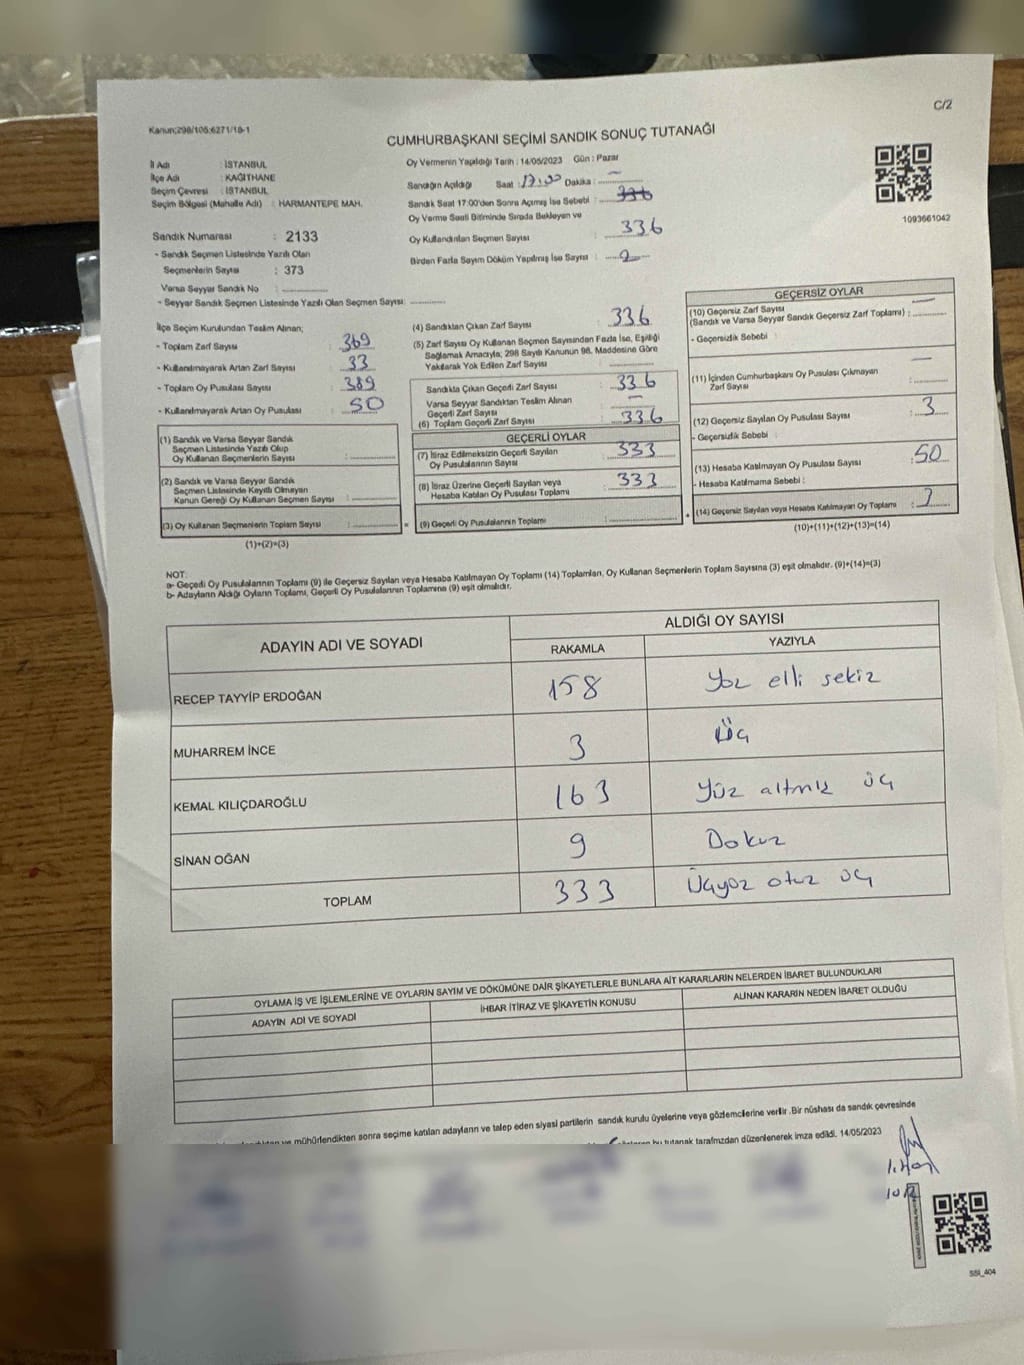 C/2
Kanun;298/105;6271/18-1
CUMHURBAŞKANI SEÇİMİ SANDIK SONUÇ TUTANAĞI
İl Adı : İSTANBUL
İlçe Adı : KAĞITHANE
Seçim Çevresi : İSTANBUL
Seçim Bölgesi (Mahalle Adı) : HARMANTEPE MAH.
Oy Vermenin Yapıldığı Tarih : 14/05/2023 Gün : Pazar
Sandığın Açıldığı Saat : 17:00 Dakika :
Sandık Saat 17.00'den Sonra Açılmış İse Sebebi :
Oy Verme Saati Bitiminde Sırada Bekleyen ve
Oy Kullandırılan Seçmen Sayısı : 336
Birden Fazla Sayım Döküm Yapılmış İse Sayısı :
1093661042
Sandık Numarası : 2133
- Sandık Seçmen Listesinde Yazılı Olan
Seçmenlerin Sayısı : 373
Varsa Seyyar Sandık No :
- Seyyar Sandık Seçmen Listesinde Yazılı Olan Seçmen Sayısı:
İlçe Seçim Kurulundan Teslim Alınan;
- Toplam Zarf Sayısı : 369
- Kullanılmayarak Artan Zarf Sayısı : 33
- Toplam Oy Pusulası Sayısı : 389
- Kullanılmayarak Artan Oy Pusulası : 50
(1) Sandık ve Varsa Seyyar Sandık
Seçmen Listesinde Yazılı Olup
Oy Kullanan Seçmenlerin Sayısı :
(2) Sandık ve Varsa Seyyar Sandık
Seçmen Listesinde Kayıtlı Olmayan
Kanun Gereği Oy Kullanan Seçmen Sayısı :
(3) Oy Kullanan Seçmenlerin Toplam Sayısı :
(1)+(2)=(3)
(4) Sandıktan Çıkan Zarf Sayısı : 336
(5) Zarf Sayısı Oy Kullanan Seçmen Sayısından Fazla İse, Eşitliği
Sağlamak Amacıyla; 298 Sayılı Kanunun 98. Maddesine Göre
Yakılarak Yok Edilen Zarf Sayısı :
Sandıkta Çıkan Geçerli Zarf Sayısı : 336
Varsa Seyyar Sandıktan Teslim Alınan
Geçerli Zarf Sayısı :
(6) Toplam Geçerli Zarf Sayısı : 336
GEÇERLİ OYLAR
(7) İtiraz Edilmeksizin Geçerli Sayılan
Oy Pusulalarının Sayısı : 333
(8) İtiraz Üzerine Geçerli Sayılan veya
Hesaba Katılan Oy Pusulası Toplamı : 333
(9) Geçerli Oy Pusulalarının Toplamı :
GEÇERSİZ OYLAR
(10) Geçersiz Zarf Sayısı
(Sandık ve Varsa Seyyar Sandık Geçersiz Zarf Toplamı) :
- Geçersizlik Sebebi :
(11) İçinden Cumhurbaşkanı Oy Pusulası Çıkmayan
Zarf Sayısı :
(12) Geçersiz Sayılan Oy Pusulası Sayısı : 3
- Geçersizlik Sebebi :
(13) Hesaba Katılmayan Oy Pusulası Sayısı : 50
- Hesaba Katılmama Sebebi :
(14) Geçersiz Sayılan veya Hesaba Katılmayan Oy Toplamı :
(10)+(11)+(12)+(13)=(14)
NOT:
a- Geçerli Oy Pusulalarının Toplamı (9) ile Geçersiz Sayılan veya Hesaba Katılmayan Oy Toplamı (14) Toplamları, Oy Kullanan Seçmenlerin Toplam Sayısına (3) eşit olmalıdır. (9)+(14)=(3)
b- Adayların Aldığı Oyların Toplamı, Geçerli Oy Pusulalarının Toplamına (9) eşit olmalıdır.
ADAYIN ADI VE SOYADI ALDIĞI OY SAYISI
RAKAMLA YAZIYLA
RECEP TAYYİP ERDOĞAN 158 Yüz elli sekiz
MUHARREM İNCE 3 Üç
KEMAL KILIÇDAROĞLU 163 Yüz altmış üç
SİNAN OĞAN 9 Dokuz
TOPLAM 333 Üçyüz otuz üç
OYLAMA İŞ VE İŞLEMLERİNE VE OYLARIN SAYIM VE DÖKÜMÜNE DAİR ŞİKAYETLERLE BUNLARA AİT KARARLARIN NELERDEN İBARET BULUNDUKLARI
ADAYIN ADI VE SOYADI İHBAR İTİRAZ VE ŞİKAYETİN KONUSU ALINAN KARARIN NEDEN İBARET OLDUĞU
ve mühürlendikten sonra seçime katılan adayların ve talep eden siyasi partilerin sandık kurulu üyelerine veya gözlemcilerine verilir .Bir nüshası da sandık çevresinde
bu tutanak tarafımızdan düzenlenerek imza edildi. 14/05/2023
SSİ_404